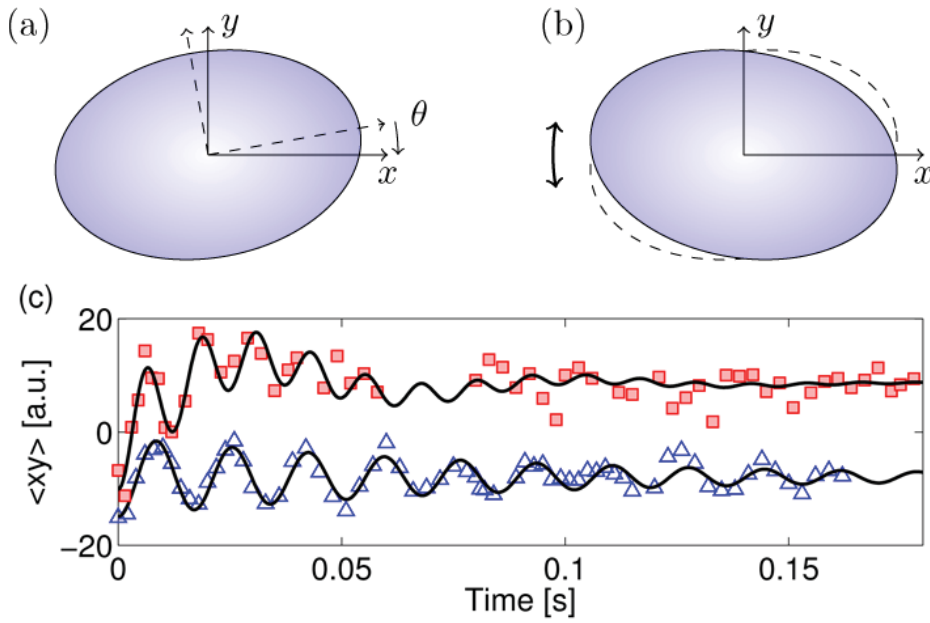 (a)
y
θ
x
(b)
y
x
(c)
20
0
−20
<xy> [a.u.]
0
0.05
0.1
0.15
Time [s]